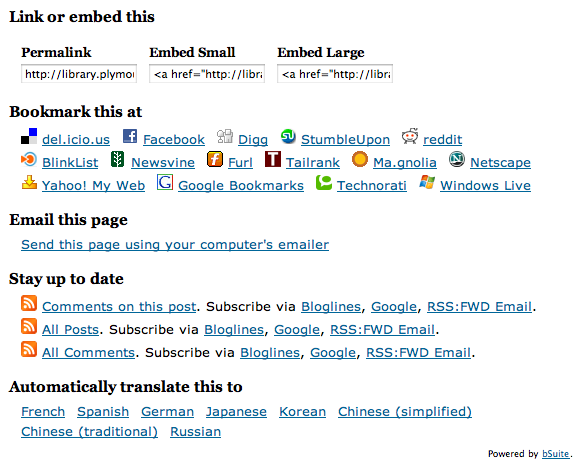 Link or embed this
Permalink Embed Small Embed Large
http://library.plymou <a href="http://libra <a href="http://libra
Bookmark this at
del.icio.us Facebook Digg StumbleUpon reddit
BlinkList Newsvine Furl Tailrank Ma.gnolia Netscape
Yahoo! My Web Google Bookmarks Technorati Windows Live
Email this page
Send this page using your computer's emailer
Stay up to date
Comments on this post. Subscribe via Bloglines, Google, RSS:FWD Email.
All Posts. Subscribe via Bloglines, Google, RSS:FWD Email.
All Comments. Subscribe via Bloglines, Google, RSS:FWD Email.
Automatically translate this to
French Spanish German Japanese Korean Chinese (simplified)
Chinese (traditional) Russian
Powered by bSuite.